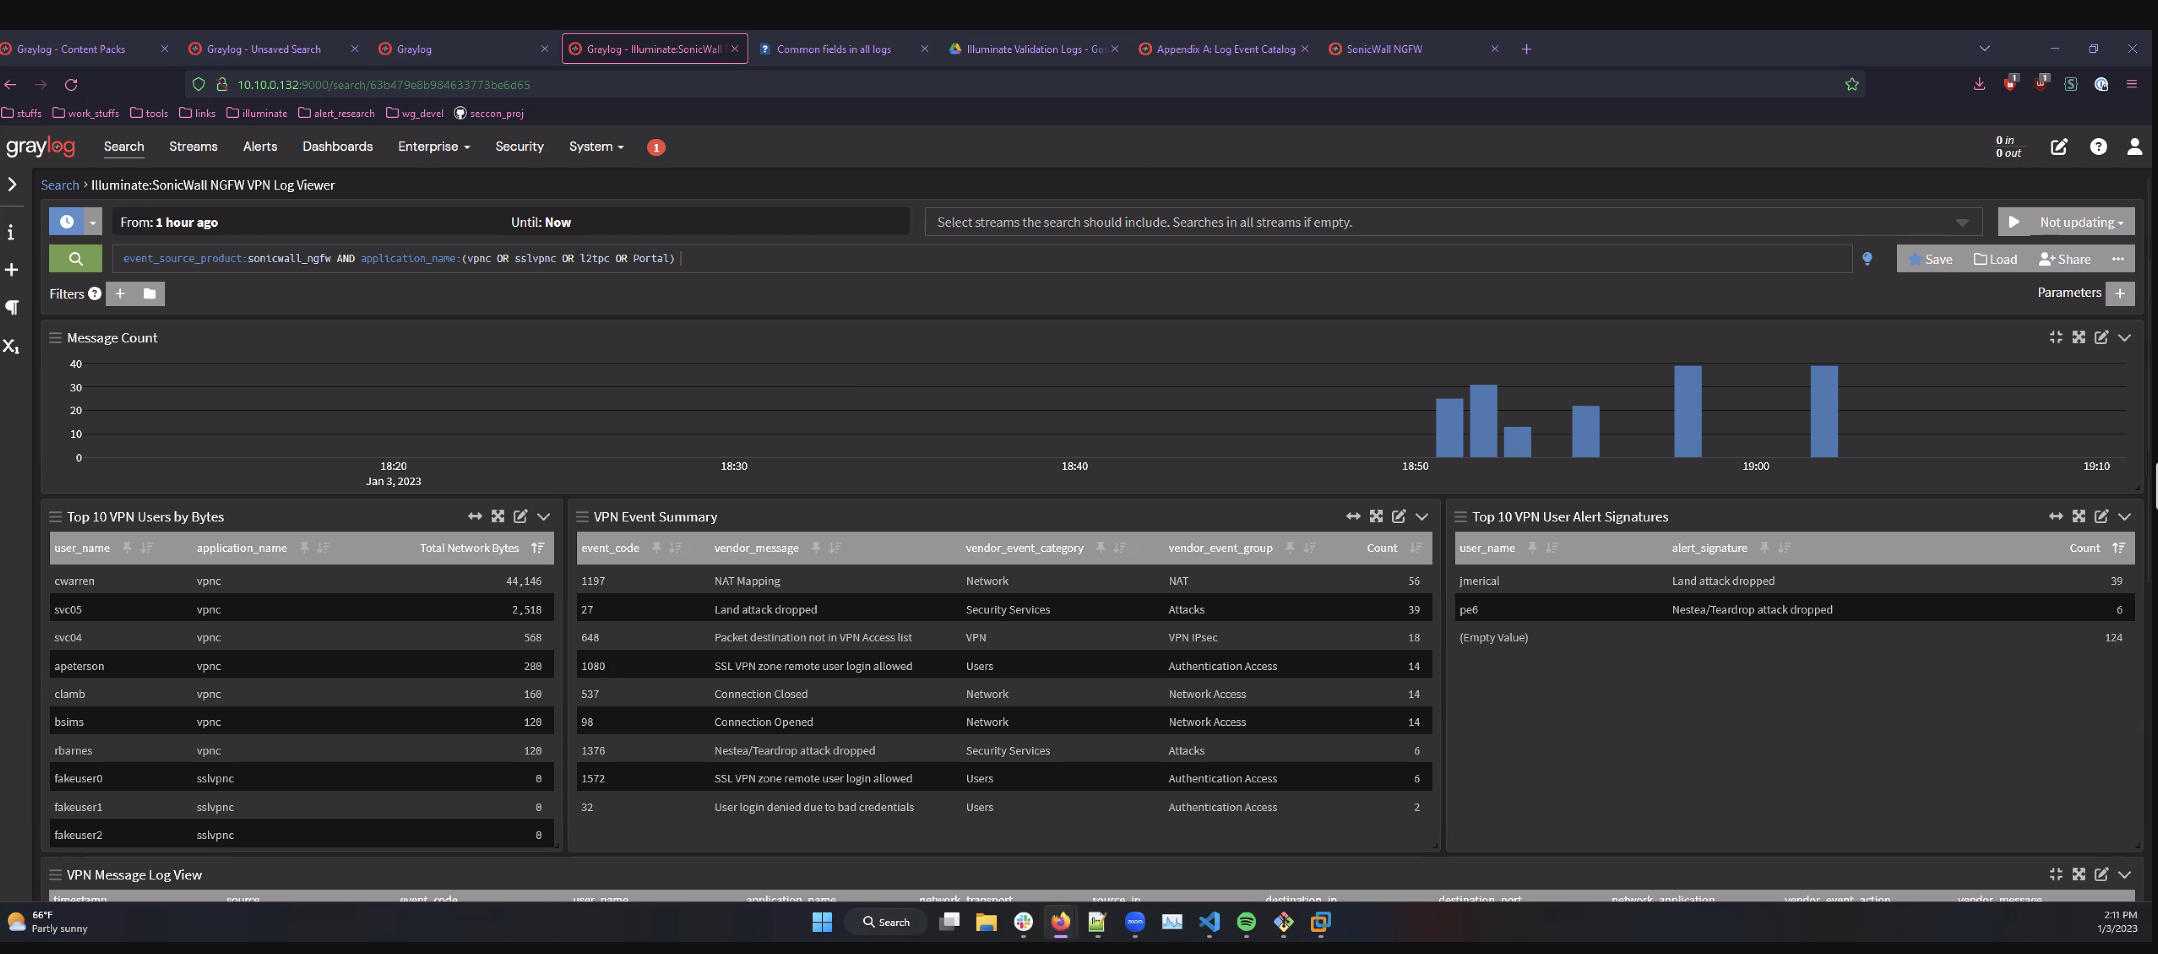 Graylog - Content Packs Graylog - Unsaved Search Graylog Graylog - Illuminate:SonicWall Common fields in all logs Illuminate Validation Logs - Go Appendix A: Log Event Catalog SonicWall NGFW
10.10.0.132:9000/search/63b479e8b984633773be6d65 1 1
stuffs work_stuffs tools links illuminate alert_research wg_devel seccon_proj
graylog Search Streams Alerts Dashboards Enterprise Security System 1 0 in
0 out
Search › Illuminate:SonicWall NGFW VPN Log Viewer
From: 1 hour ago Until: Now Select streams the search should include. Searches in all streams if empty. Not updating
event_source_product:sonicwall_ngfw AND application_name:(vpnc OR sslvpnc OR l2tpc OR Portal) Save Load Share ...
Filters Parameters
Message Count
40
30
20
10
0
18:20 18:30 18:40 18:50 19:00 19:10
Jan 3, 2023
Top 10 VPN Users by Bytes
user_name application_name Total Network Bytes
cwarren vpnc 44,146
svc05 vpnc 2,518
svc04 vpnc 568
apeterson vpnc 280
clamb vpnc 160
bsims vpnc 120
rbarnes vpnc 120
fakeuser0 sslvpnc 0
fakeuser1 sslvpnc 0
fakeuser2 sslvpnc 0
VPN Event Summary
event_code vendor_message vendor_event_category vendor_event_group Count
1197 NAT Mapping Network NAT 56
27 Land attack dropped Security Services Attacks 39
648 Packet destination not in VPN Access list VPN VPN IPsec 18
1080 SSL VPN zone remote user login allowed Users Authentication Access 14
537 Connection Closed Network Network Access 14
98 Connection Opened Network Network Access 14
1376 Nestea/Teardrop attack dropped Security Services Attacks 6
1572 SSL VPN zone remote user login allowed Users Authentication Access 6
32 User login denied due to bad credentials Users Authentication Access 2
Top 10 VPN User Alert Signatures
user_name alert_signature Count
jmerical Land attack dropped 39
pe6 Nestea/Teardrop attack dropped 6
(Empty Value) 124
VPN Message Log View
timestamp source event_code user_name application_name network_transport source_ip destination_ip destination_port network_application vendor_event_action vendor_message
66°F
Partly sunny
Search
zoom
2:11 PM
1/3/2023